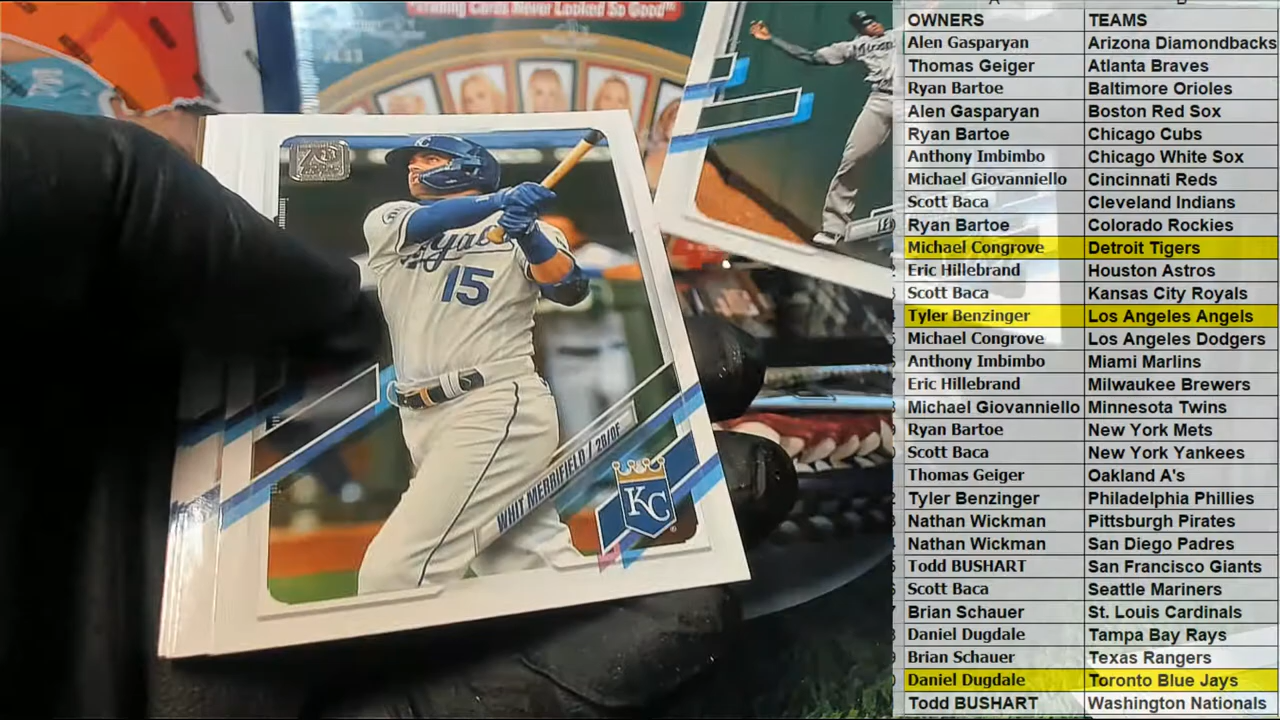 "Trading Cards Never Looked So Good"
70
Royals
15
WHIT MERRIFIELD | 2B/OF
KC
OWNERS TEAMS
Alen Gasparyan Arizona Diamondbacks
Thomas Geiger Atlanta Braves
Ryan Bartoe Baltimore Orioles
Alen Gasparyan Boston Red Sox
Ryan Bartoe Chicago Cubs
Anthony Imbimbo Chicago White Sox
Michael Giovanniello Cincinnati Reds
Scott Baca Cleveland Indians
Ryan Bartoe Colorado Rockies
Michael Congrove Detroit Tigers
Eric Hillebrand Houston Astros
Scott Baca Kansas City Royals
Tyler Benzinger Los Angeles Angels
Michael Congrove Los Angeles Dodgers
Anthony Imbimbo Miami Marlins
Eric Hillebrand Milwaukee Brewers
Michael Giovanniello Minnesota Twins
Ryan Bartoe New York Mets
Scott Baca New York Yankees
Thomas Geiger Oakland A's
Tyler Benzinger Philadelphia Phillies
Nathan Wickman Pittsburgh Pirates
Nathan Wickman San Diego Padres
Todd BUSHART San Francisco Giants
Scott Baca Seattle Mariners
Brian Schauer St. Louis Cardinals
Daniel Dugdale Tampa Bay Rays
Brian Schauer Texas Rangers
Daniel Dugdale Toronto Blue Jays
Todd BUSHART Washington Nationals